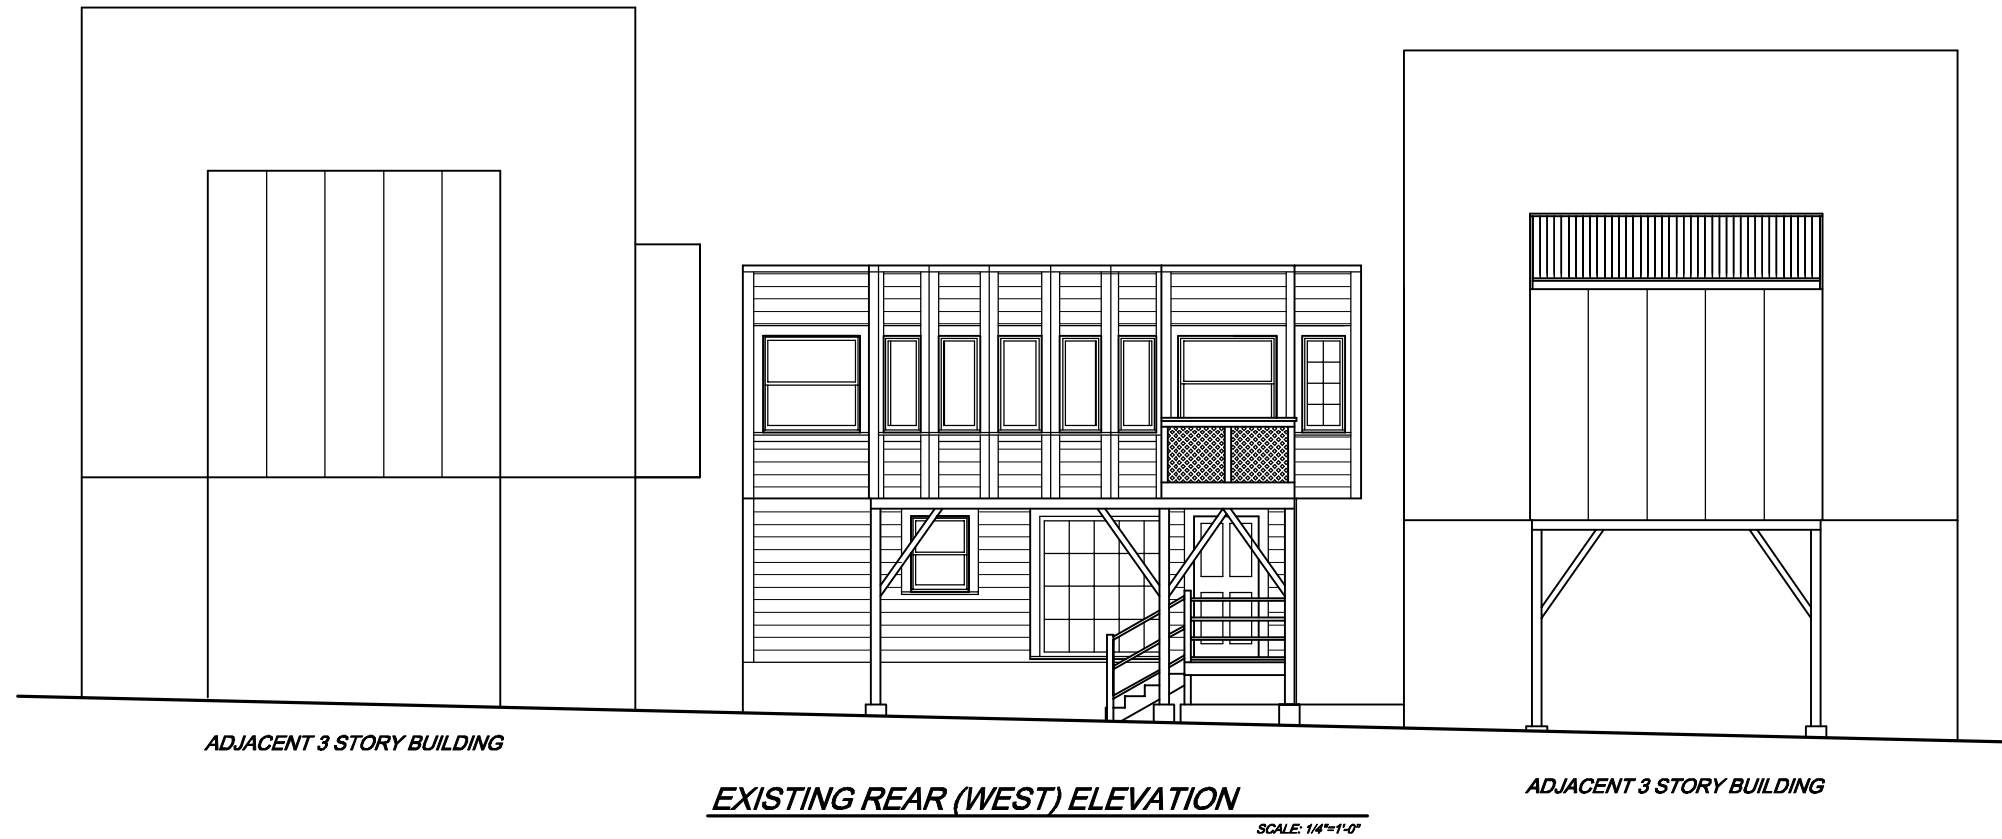 ADJACENT 3 STORY BUILDING
ADJACENT 3 STORY BUILDING
EXISTING REAR (WEST) ELEVATION
SCALE: 1/4"=1'-0"